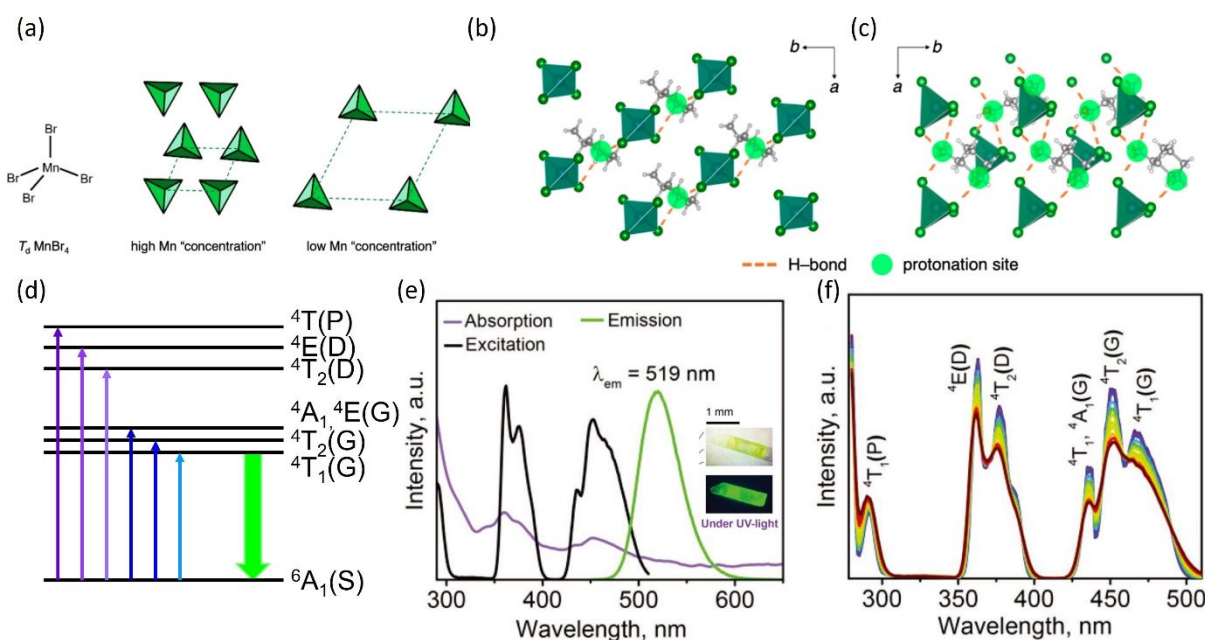 (a)
Br
Mn
Br
Br
Br
T_d MnBr₄
high Mn "concentration"
low Mn "concentration"
(b)
b
a
(c)
b
a
H–bond
protonation site
(d)
⁴T(P)
⁴E(D)
⁴T₂(D)
⁴A₁,⁴E(G)
⁴T₂(G)
⁴T₁(G)
⁶A₁(S)
(e)
Absorption
Emission
Excitation
λ_em = 519 nm
1 mm
Under UV-light
Intensity, a.u.
300 400 500 600
Wavelength, nm
(f)
⁴T₁(P)
⁴E(D)
⁴T₂(D)
⁴T₁, ⁴A₁(G)
⁴T₂(G)
⁴T₁(G)
Intensity, a.u.
300 350 400 450 500
Wavelength, nm